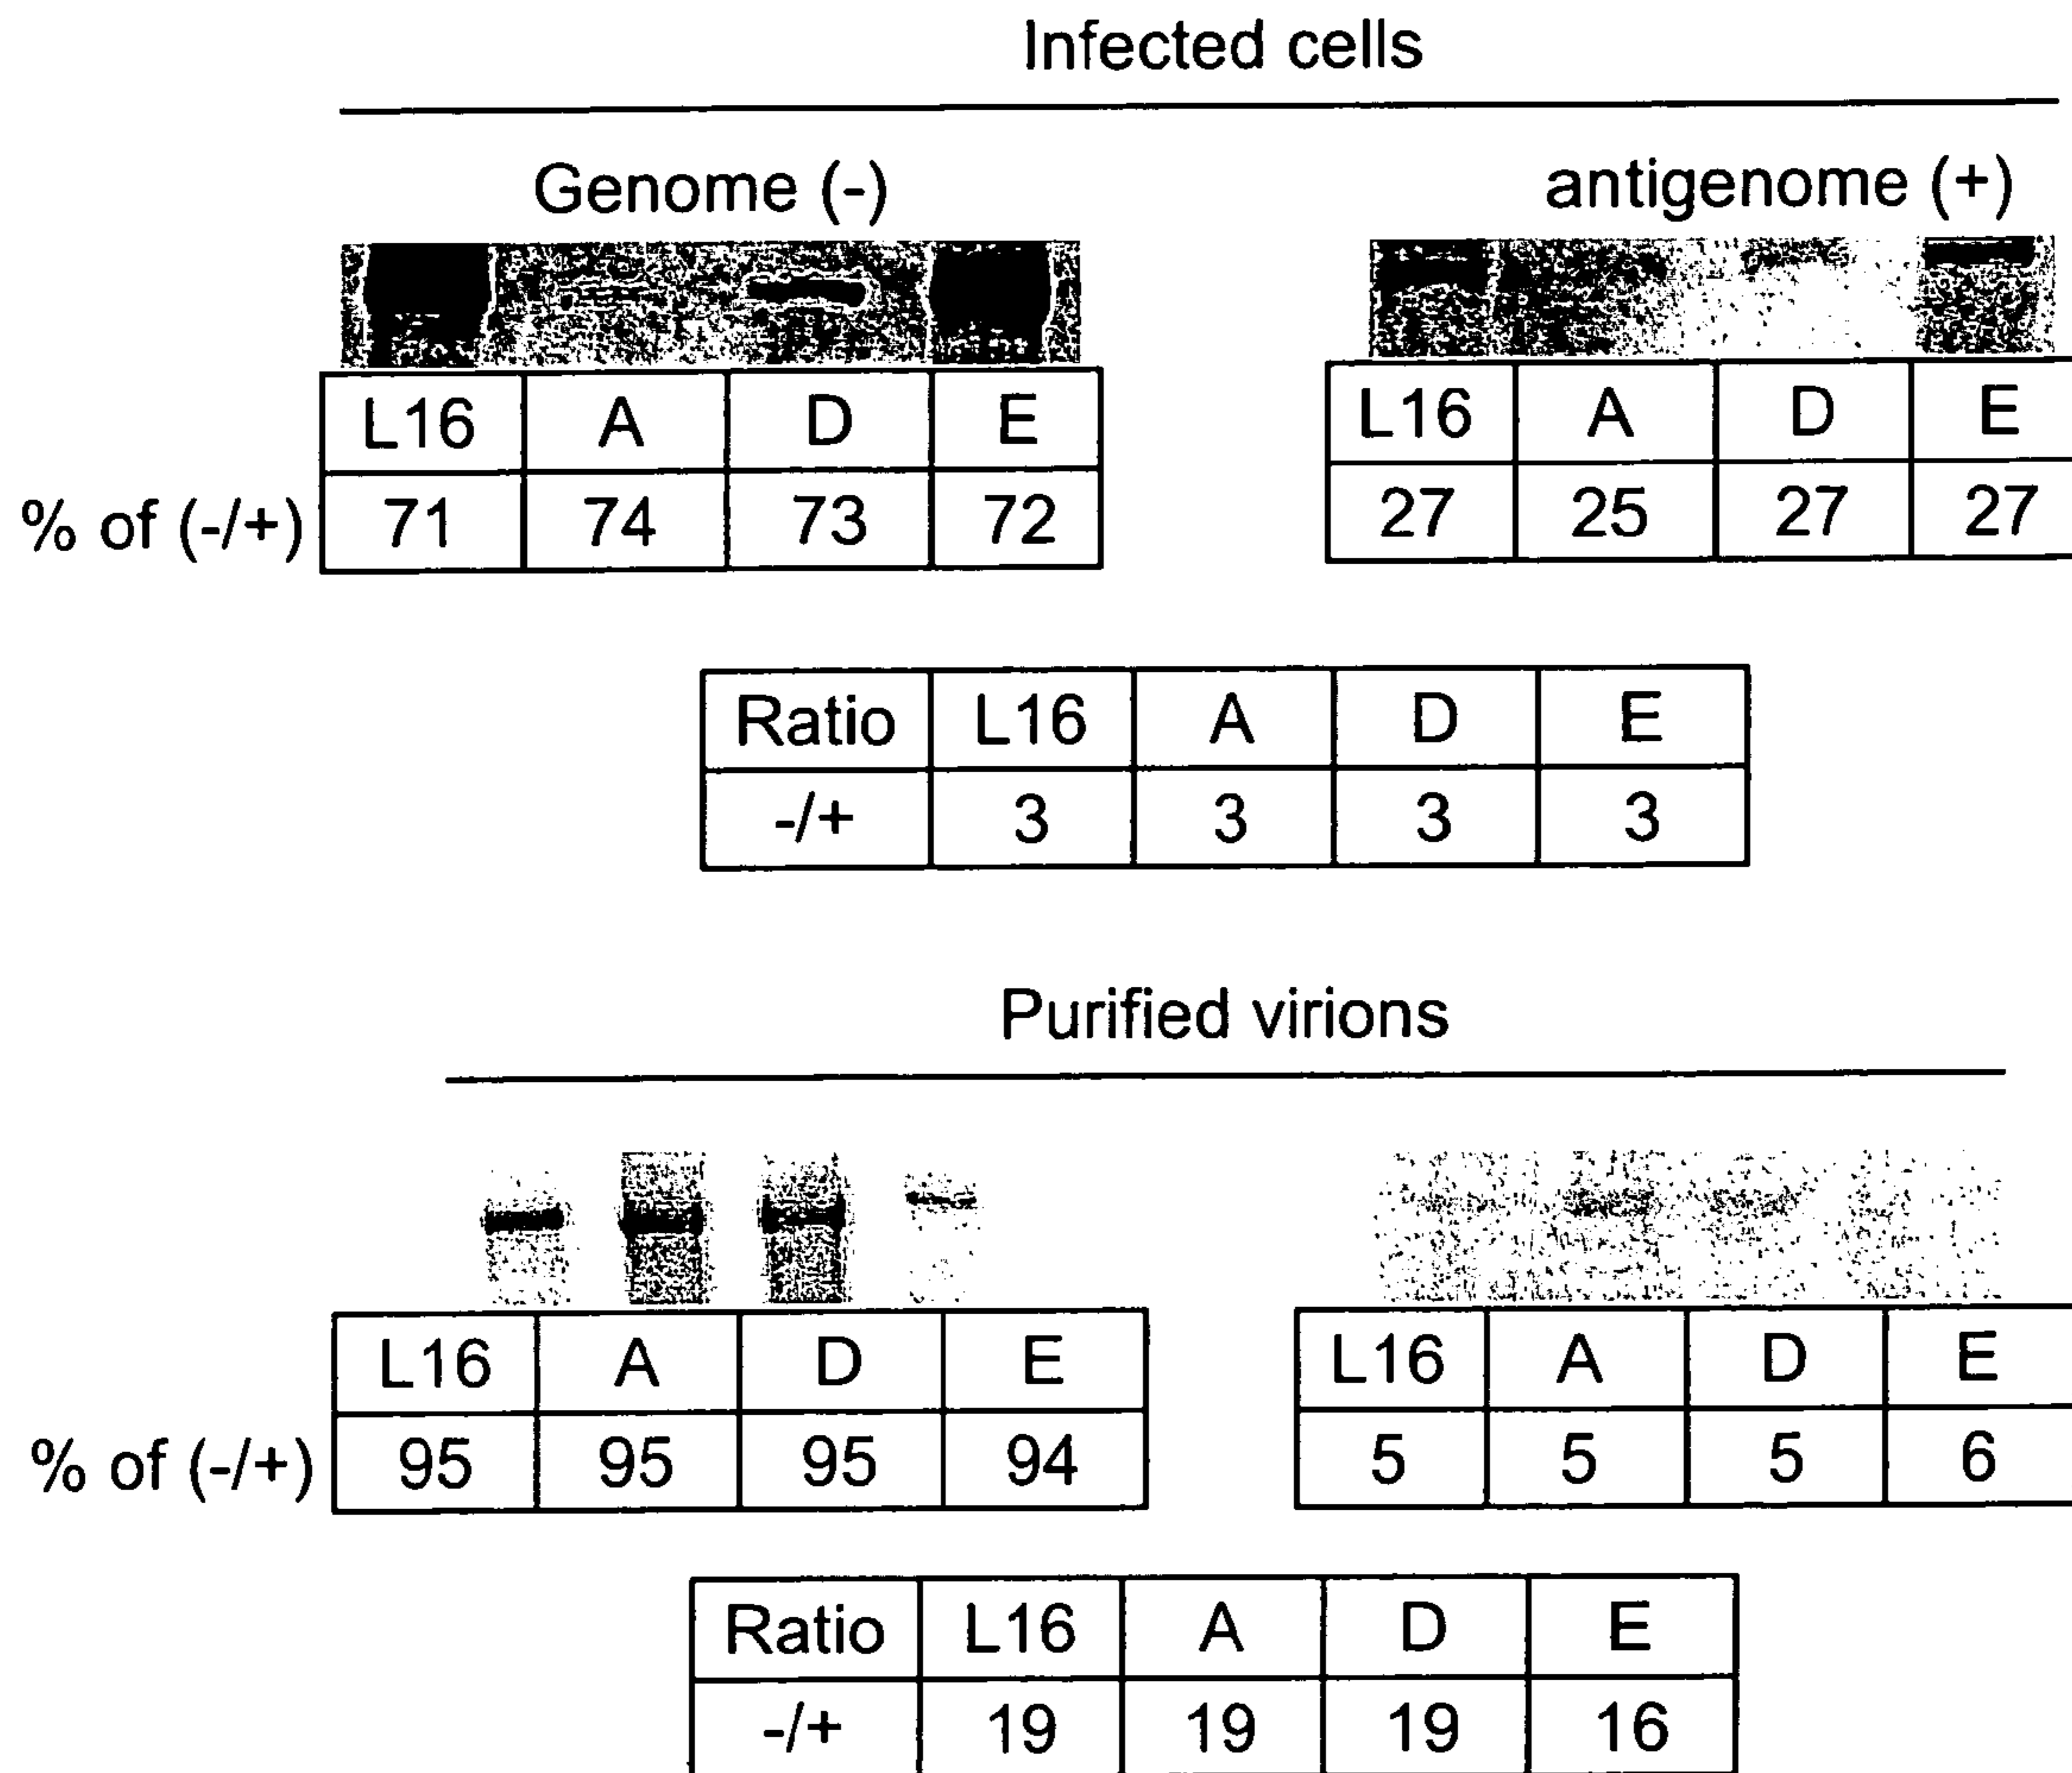 Infected cells
Genome (-) antigenome (+)
L16 A D E L16 A D E
% of (-/+) 71 74 73 72 27 25 27 27
Ratio L16 A D E
-/+ 3 3 3 3
Purified virions
L16 A D E L16 A D E
% of (-/+) 95 95 95 94 5 5 5 6
Ratio L16 A D E
-/+ 19 19 19 16